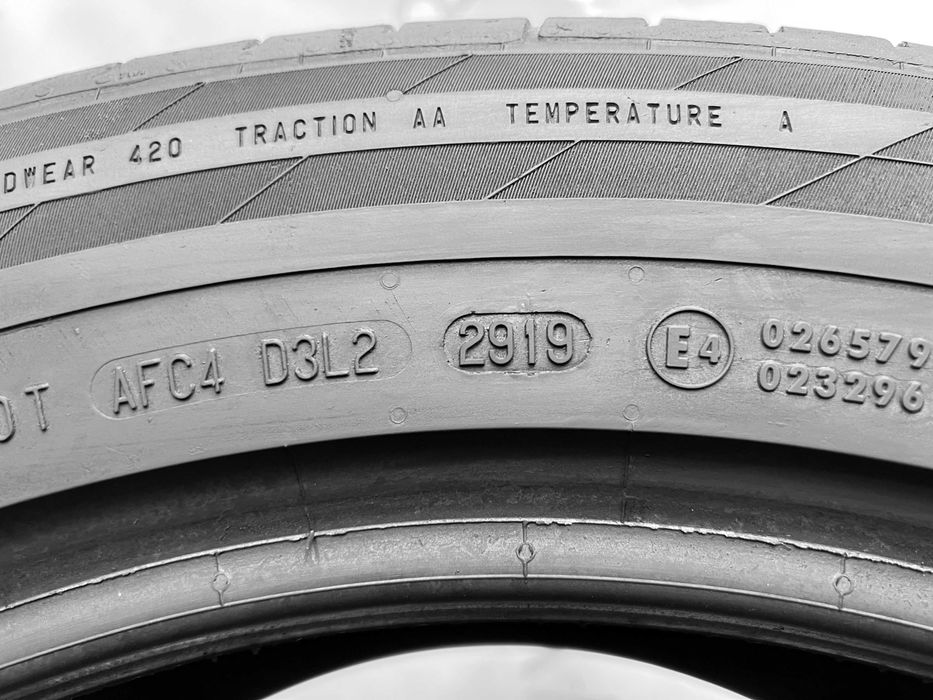 DWEAR 420 TRACTION AA TEMPERATURE A
OT AFC4 D3L2 2919 E4 026579
023296